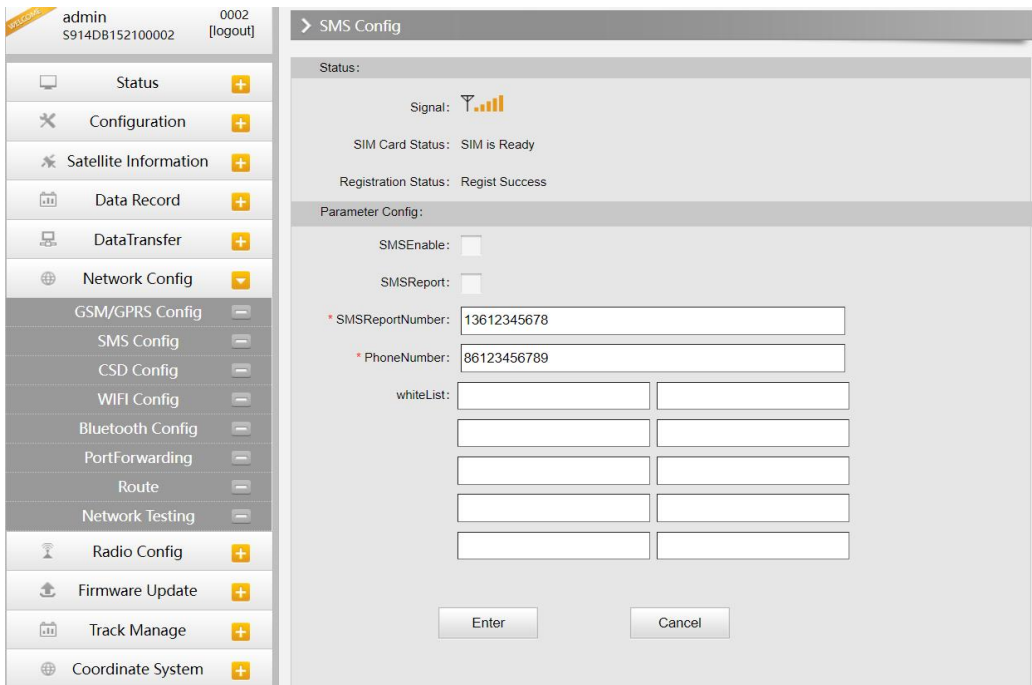 WELCOME
admin
0002
S914DB152100002
[logout]
Status
Configuration
Satellite Information
Data Record
DataTransfer
Network Config
GSM/GPRS Config
SMS Config
CSD Config
WIFI Config
Bluetooth Config
PortForwarding
Route
Network Testing
Radio Config
Firmware Update
Track Manage
Coordinate System
SMS Config
Status:
Signal:
SIM Card Status: SIM is Ready
Registration Status: Regist Success
Parameter Config:
SMSEnable:
SMSReport:
* SMSReportNumber: 13612345678
* PhoneNumber: 86123456789
whiteList:
Enter
Cancel